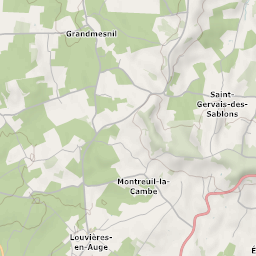 Grandmesnil
Saint-
Gervais-des-
Sablons
Montreuil-la-
Cambe
Louvières-
en-Auge